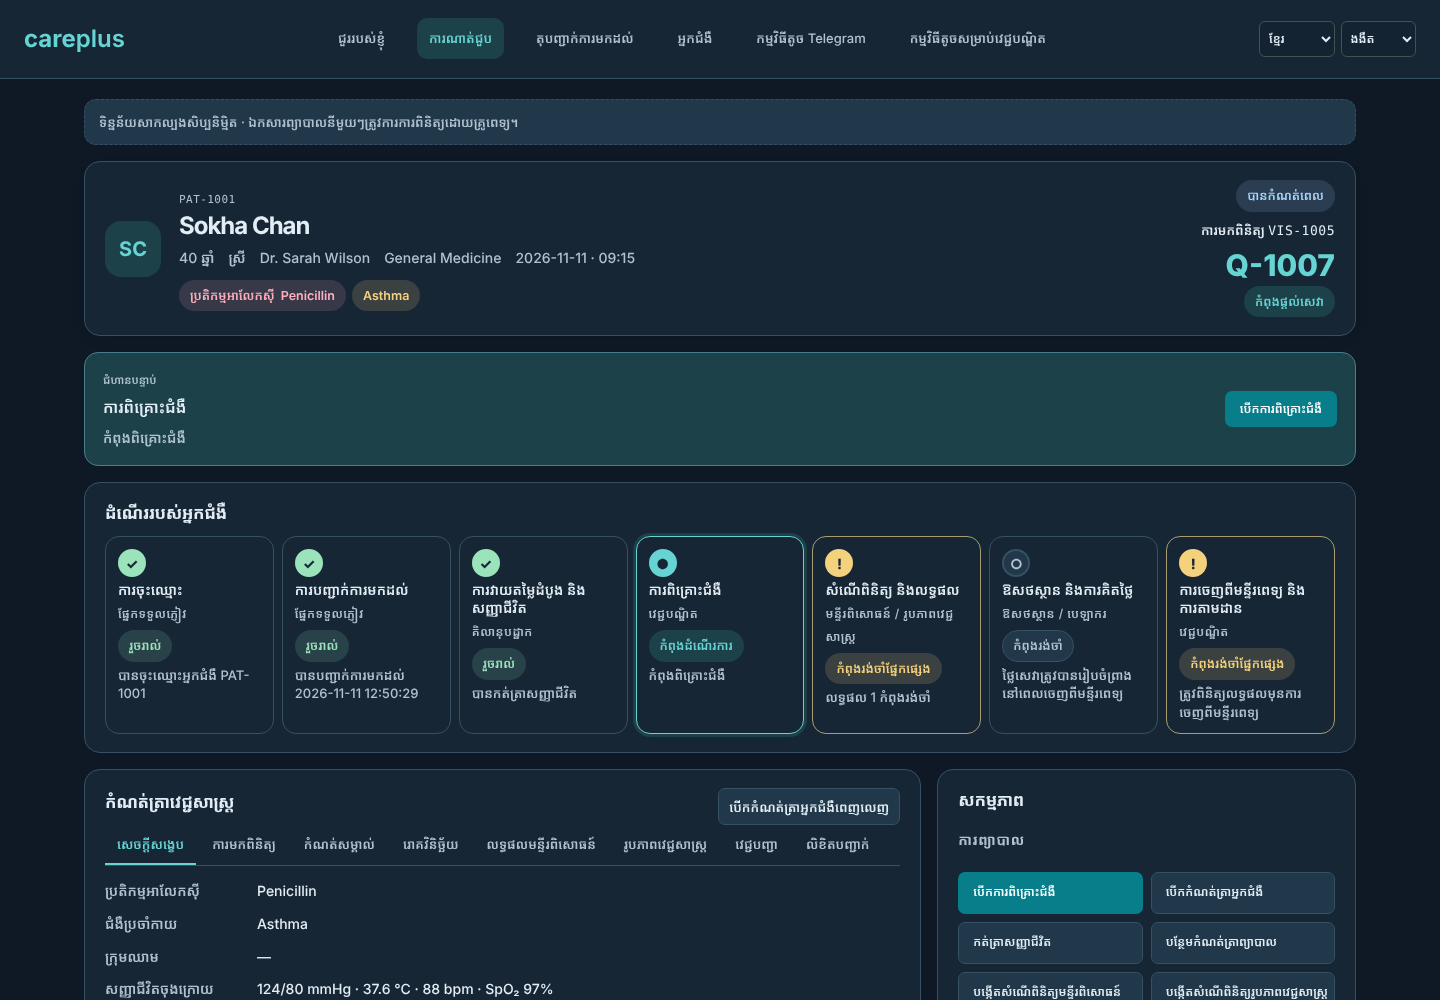 careplus
ជួររបស់ខ្ញុំ
ការណាត់ជួប
តុបញ្ជាក់ការមកដល់
អ្នកជំងឺ
កម្មវិធីតូច Telegram
កម្មវិធីតូចសម្រាប់វេជ្ជបណ្ឌិត
ខ្មែរ
ងងឹត
ទិន្នន័យសាកល្បងសិប្បនិម្មិត · ឯកសារព្យាបាលនីមួយៗត្រូវការការពិនិត្យដោយគ្រូពេទ្យ។
PAT-1001
SC
Sokha Chan
40 ឆ្នាំ ស្រី Dr. Sarah Wilson General Medicine 2026-11-11 · 09:15
ប្រតិកម្មអាលែកស៊ី Penicillin
Asthma
បានកំណត់ពេល
ការមកពិនិត្យ VIS-1005
Q-1007
កំពុងផ្តល់សេវា
ជំហានបន្ទាប់
ការពិគ្រោះជំងឺ
កំពុងពិគ្រោះជំងឺ
បើកការពិគ្រោះជំងឺ
ដំណើររបស់អ្នកជំងឺ
ការចុះឈ្មោះ
ផ្នែកទទួលភ្ញៀវ
រួចរាល់
បានចុះឈ្មោះអ្នកជំងឺ PAT-
1001
ការបញ្ជាក់ការមកដល់
ផ្នែកទទួលភ្ញៀវ
រួចរាល់
បានបញ្ជាក់ការមកដល់
2026-11-11 12:50:29
ការវាយតម្លៃដំបូង និង
សញ្ញាជីវិត
គិលានុបដ្ឋាក
រួចរាល់
បានកត់ត្រាសញ្ញាជីវិត
ការពិគ្រោះជំងឺ
វេជ្ជបណ្ឌិត
កំពុងដំណើរការ
កំពុងពិគ្រោះជំងឺ
!
សំណើពិនិត្យ និងលទ្ធផល
មន្ទីរពិសោធន៍ / រូបភាពវេជ្ជ
សាស្ត្រ
កំពុងរង់ចាំផ្នែកផ្សេង
លទ្ធផល 1 កំពុងរង់ចាំ
ឱសថស្ថាន និងការគិតថ្លៃ
ឱសថស្ថាន / បេឡាករ
កំពុងរង់ចាំ
ថ្លៃសេវាត្រូវបានរៀបចំព្រាង
នៅពេលចេញពីមន្ទីរពេទ្យ
!
ការចេញពីមន្ទីរពេទ្យ និង
ការតាមដាន
វេជ្ជបណ្ឌិត
កំពុងរង់ចាំផ្នែកផ្សេង
ត្រូវពិនិត្យលទ្ធផលមុនការ
ចេញពីមន្ទីរពេទ្យ
កំណត់ត្រាវេជ្ជសាស្ត្រ
បើកកំណត់ត្រាអ្នកជំងឺពេញលេញ
សេចក្តីសង្ខេប
ការមកពិនិត្យ
កំណត់សម្គាល់
រោគវិនិច្ឆ័យ
លទ្ធផលមន្ទីរពិសោធន៍
រូបភាពវេជ្ជសាស្ត្រ
វេជ្ជបញ្ជា
លិខិតបញ្ជាក់
ប្រតិកម្មអាលែកស៊ី Penicillin
ជំងឺប្រចាំកាយ Asthma
ក្រុមឈាម —
សញ្ញាជីវិតចុងក្រោយ 124/80 mmHg · 37.6 °C · 88 bpm · SpO₂ 97%
សកម្មភាព
ការព្យាបាល
បើកការពិគ្រោះជំងឺ
បើកកំណត់ត្រាអ្នកជំងឺ
កត់ត្រាសញ្ញាជីវិត
បន្ថែមកំណត់ត្រាព្យាបាល
បង្កើតសំណើពិនិត្យមន្ទីរពិសោធន៍
បង្កើតសំណើពិនិត្យរូបភាពវេជ្ជសាស្ត្រ